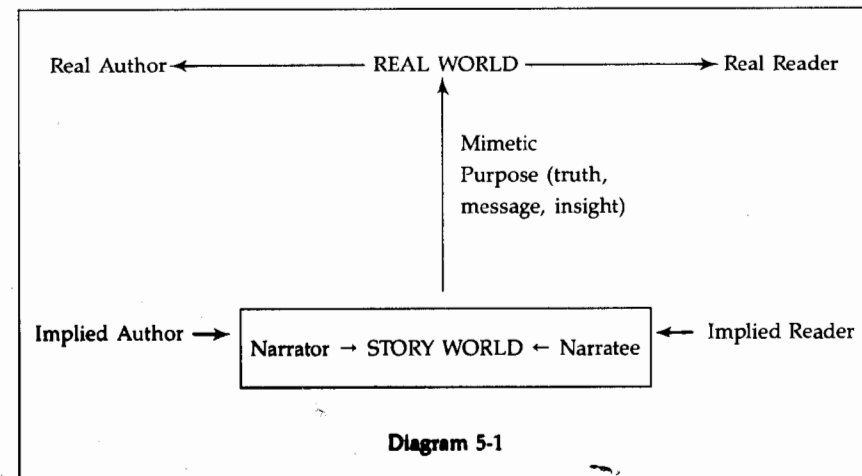 Real Author ← REAL WORLD → Real Reader
Mimetic
Purpose (truth,
message, insight)
Implied Author → ← Implied Reader
Narrator → STORY WORLD ← Narratee
Diagram 5-1